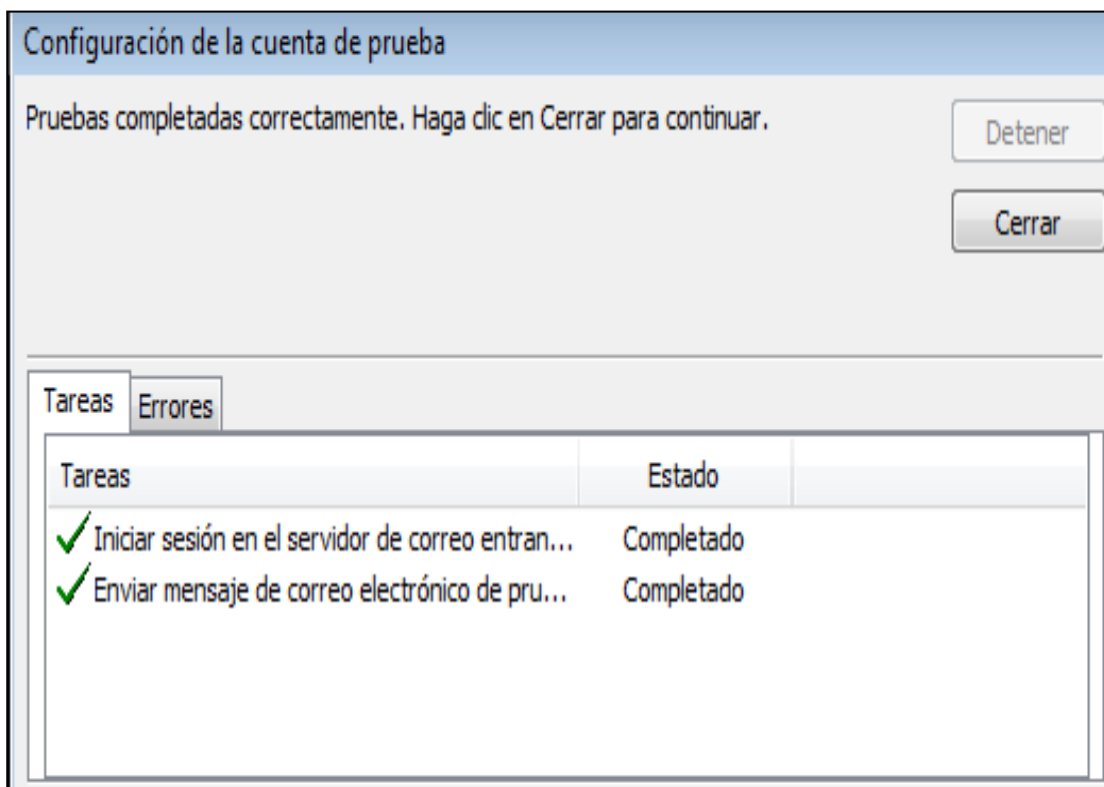 Configuración de la cuenta de prueba
Pruebas completadas correctamente. Haga clic en Cerrar para continuar.
Detener
Cerrar
Tareas Errores
Tareas Estado
Iniciar sesión en el servidor de correo entran... Completado
Enviar mensaje de correo electrónico de pru... Completado